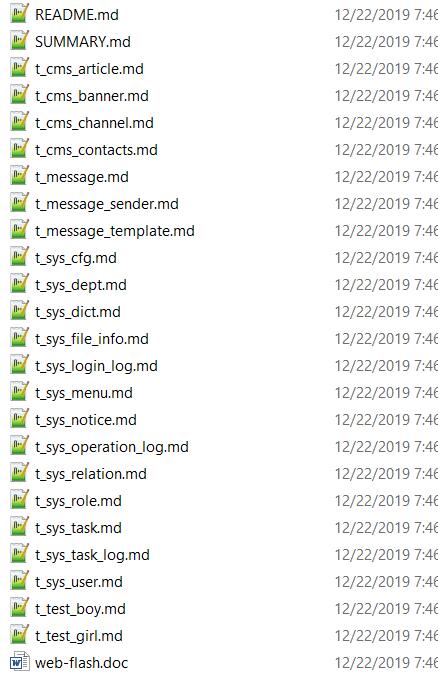 README.md 12/22/2019 7:46
SUMMARY.md 12/22/2019 7:46
t_cms_article.md 12/22/2019 7:46
t_cms_banner.md 12/22/2019 7:46
t_cms_channel.md 12/22/2019 7:46
t_cms_contacts.md 12/22/2019 7:46
t_message.md 12/22/2019 7:46
t_message_sender.md 12/22/2019 7:46
t_message_template.md 12/22/2019 7:46
t_sys_cfg.md 12/22/2019 7:46
t_sys_dept.md 12/22/2019 7:46
t_sys_dict.md 12/22/2019 7:46
t_sys_file_info.md 12/22/2019 7:46
t_sys_login_log.md 12/22/2019 7:46
t_sys_menu.md 12/22/2019 7:46
t_sys_notice.md 12/22/2019 7:46
t_sys_operation_log.md 12/22/2019 7:46
t_sys_relation.md 12/22/2019 7:46
t_sys_role.md 12/22/2019 7:46
t_sys_task.md 12/22/2019 7:46
t_sys_task_log.md 12/22/2019 7:46
t_sys_user.md 12/22/2019 7:46
t_test_boy.md 12/22/2019 7:46
t_test_girl.md 12/22/2019 7:46
web-flash.doc 12/22/2019 7:46